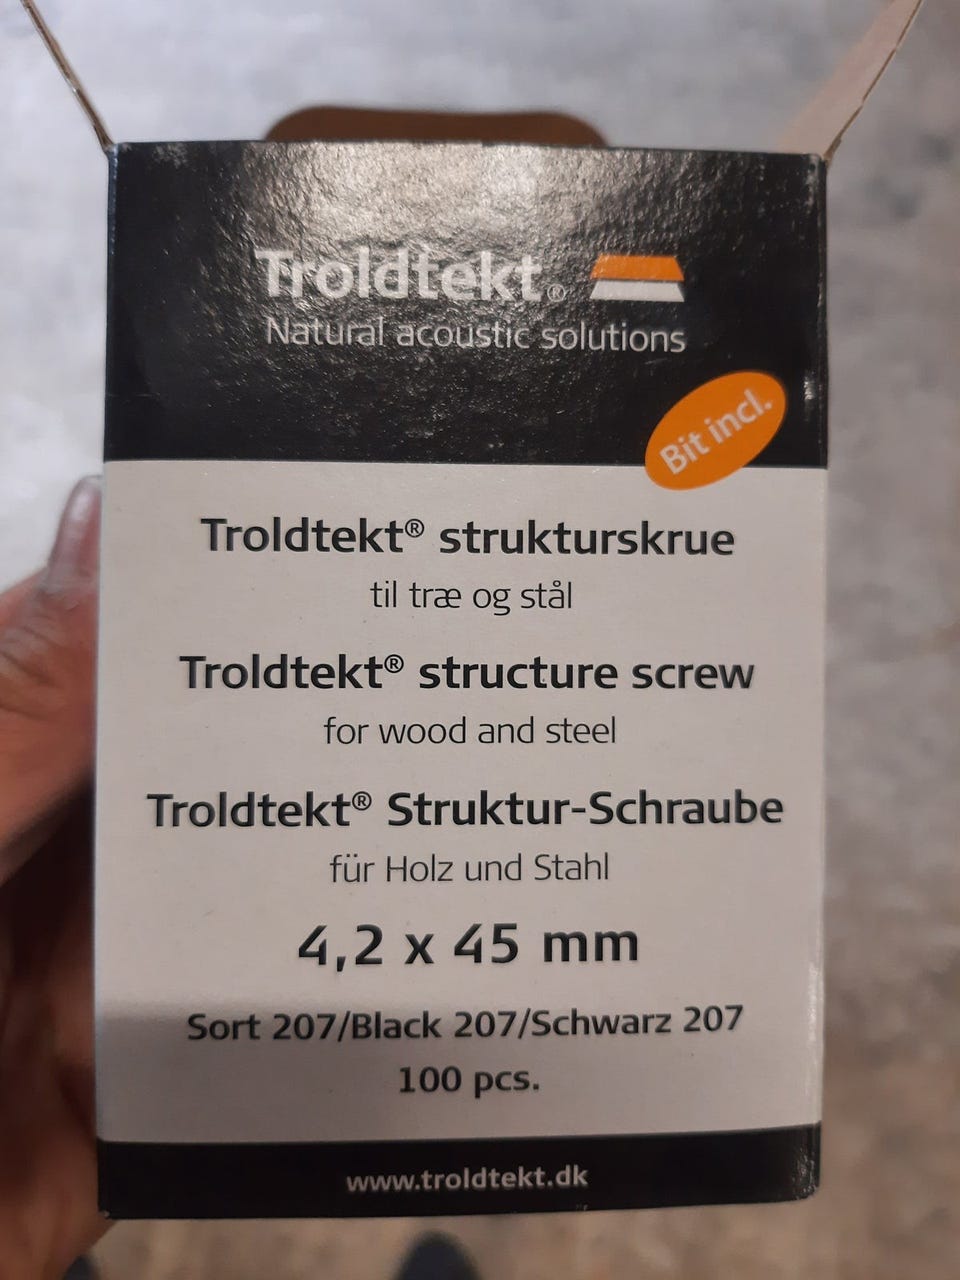 Troldtekt®
Natural acoustic solutions
Bit incl.
Troldtekt® strukturskrue
til træ og stål
Troldtekt® structure screw
for wood and steel
Troldtekt® Struktur-Schraube
für Holz und Stahl
4,2 x 45 mm
Sort 207/Black 207/Schwarz 207
100 pcs.
www.troldtekt.dk